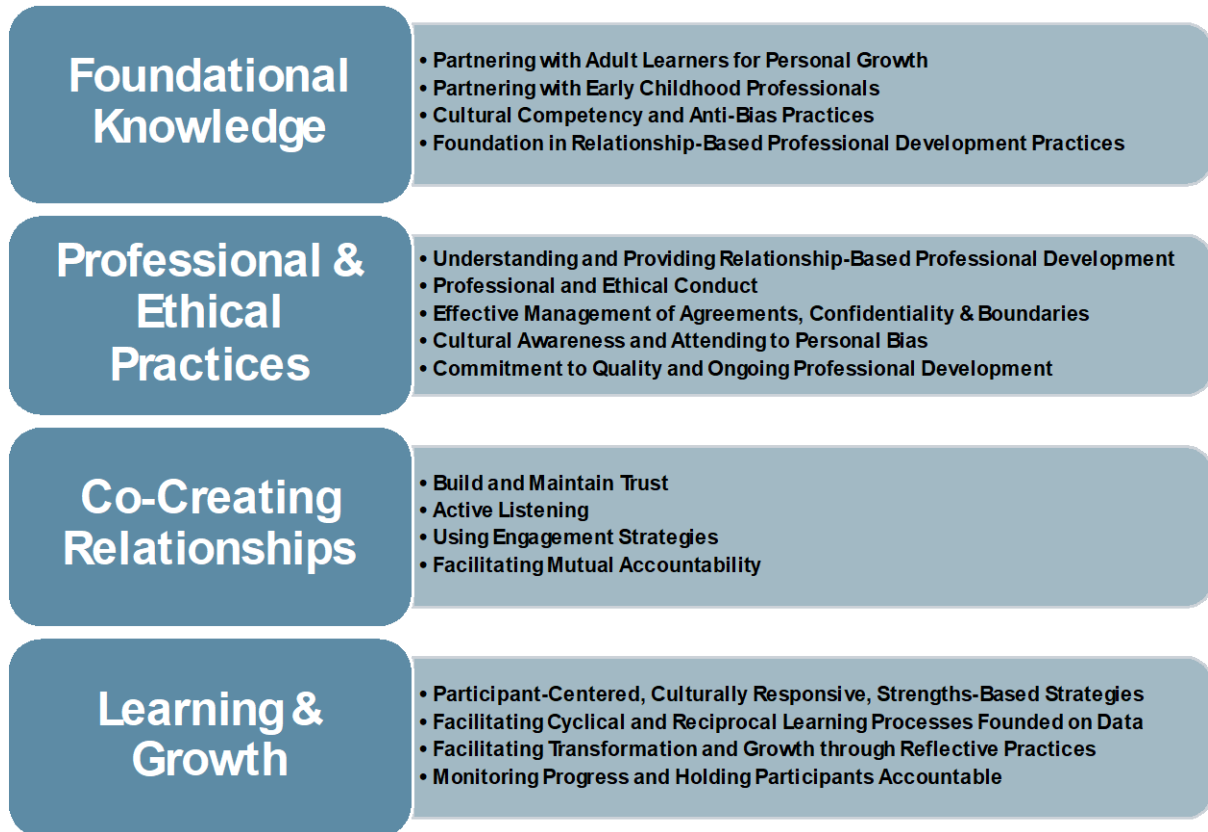 Foundational
Knowledge
• Partnering with Adult Learners for Personal Growth
• Partnering with Early Childhood Professionals
• Cultural Competency and Anti-Bias Practices
• Foundation in Relationship-Based Professional Development Practices
Professional &
Ethical
Practices
• Understanding and Providing Relationship-Based Professional Development
• Professional and Ethical Conduct
• Effective Management of Agreements, Confidentiality & Boundaries
• Cultural Awareness and Attending to Personal Bias
• Commitment to Quality and Ongoing Professional Development
Co-Creating
Relationships
• Build and Maintain Trust
• Active Listening
• Using Engagement Strategies
• Facilitating Mutual Accountability
Learning &
Growth
• Participant-Centered, Culturally Responsive, Strengths-Based Strategies
• Facilitating Cyclical and Reciprocal Learning Processes Founded on Data
• Facilitating Transformation and Growth through Reflective Practices
• Monitoring Progress and Holding Participants Accountable